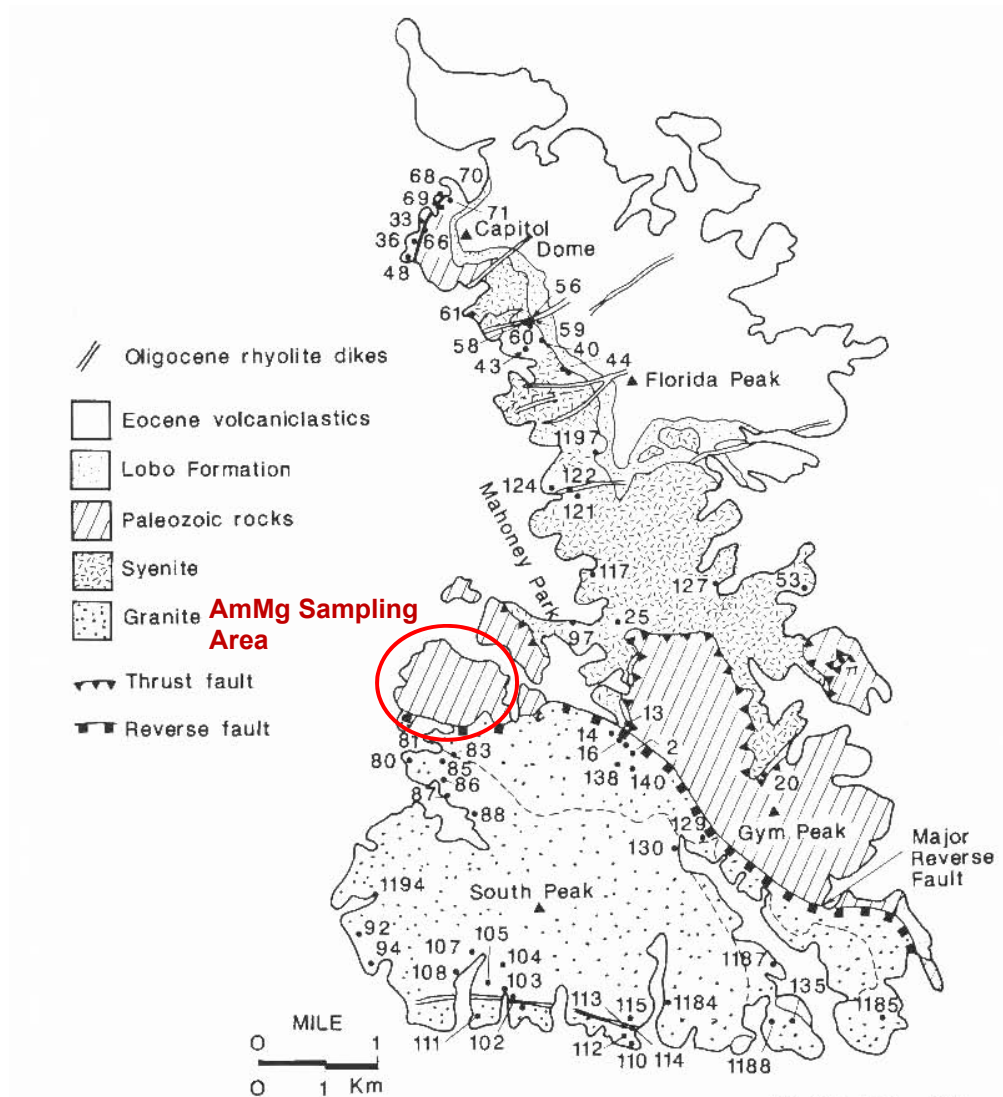 68
70
69
33
71
Capitol
Dome
36
66
48
56
61
59
60
58
40
43
44
Florida Peak
Oligocene rhyolite dikes
Eocene volcaniclastics
Lobo Formation
Paleozoic rocks
Syenite
Granite
Thrust fault
Reverse fault
AmMg Sampling
Area
1197
122
124
121
Mahoney Park
117
127
53
97
25
13
14
16
2
138
140
20
81
83
80
85
86
87
88
129
130
Gym Peak
Major
Reverse
Fault
South Peak
1194
92
94
107
105
104
108
103
111
102
113
115
112
110
114
1184
1187
135
1185
1188
MILE
0 1
0 1 Km